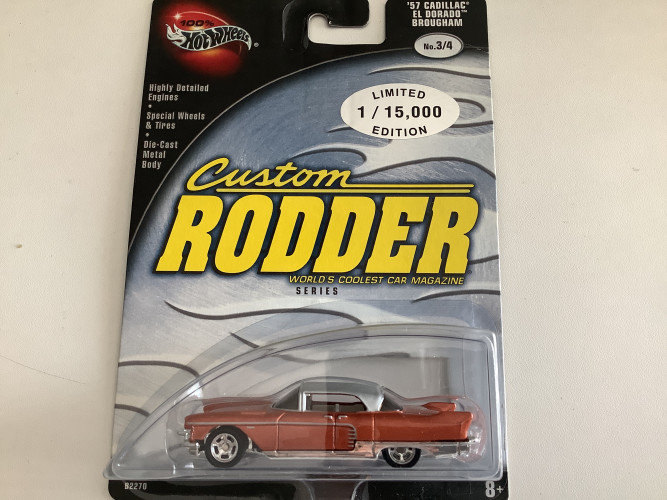 100%
Hot Wheels
®
'57 CADILLAC®
EL DORADO™
BROUGHAM
No.3/4
Highly Detailed
Engines
•
Special Wheels
& Tires
•
Die-Cast
Metal
Body
LIMITED
1 / 15,000
EDITION
Custom
RODDER
WORLD'S COOLEST CAR MAGAZINE
SERIES
B2270
8+